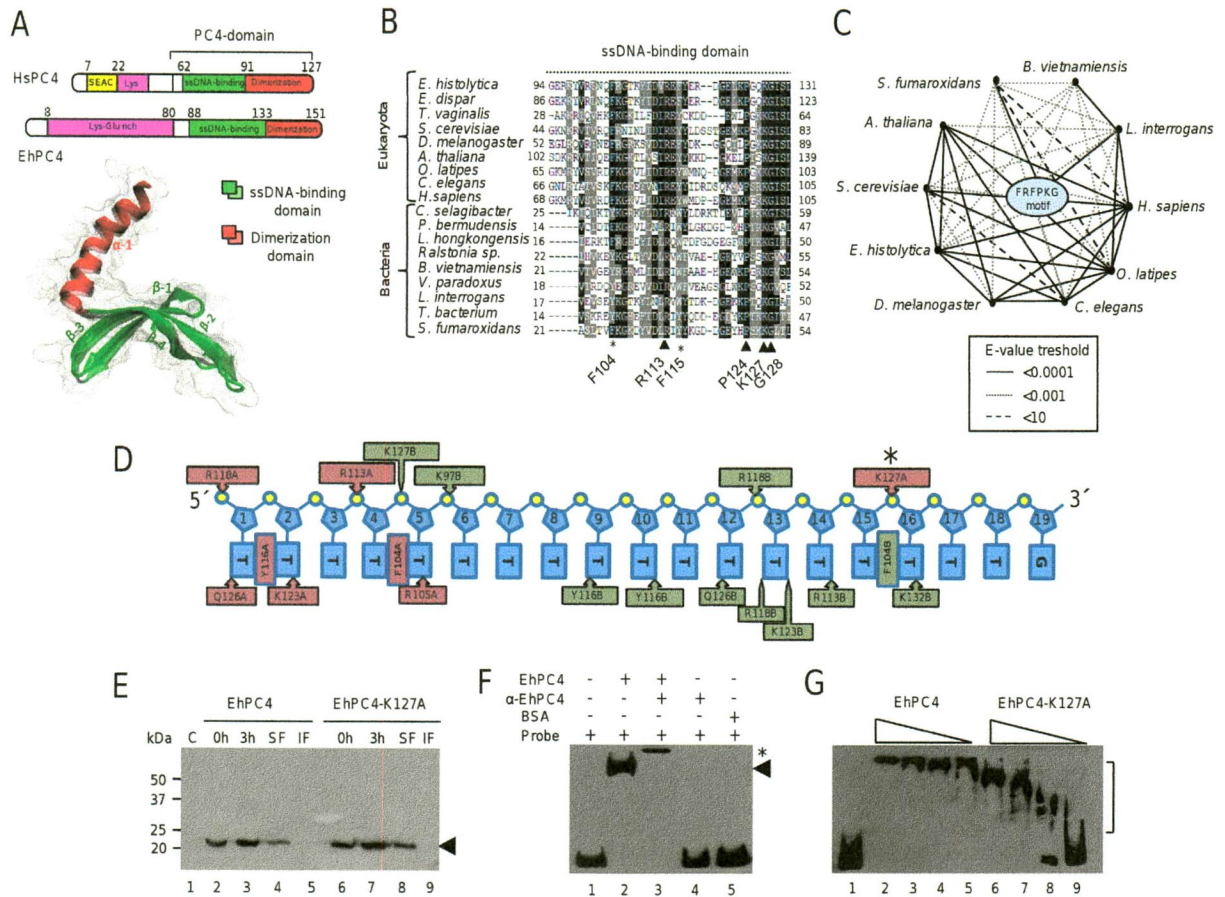 A
PC4-domain
7 22 62 91 127
HsPC4
SEAC Lys ssDNA-binding Dimerization
8 80 88 133 151
Lys-Glu rich ssDNA-binding Dimerization
EhPC4
α-1
β-1
β-2
β-3
β-4
ssDNA-binding
domain
Dimerization
domain
B
ssDNA-binding domain
Eukaryota
E. histolytica 94 131
E. dispar 86 123
T. vaginalis 28 64
S. cerevisiae 44 83
D. melanogaster 52 89
A. thaliana 102 139
O. latipes 65 103
C. elegans 66 105
H.sapiens 68 105
Bacteria
C. selagibacter 25 59
P. bermudensis 14 47
L. hongkongensis 16 50
Ralstonia sp. 22 55
B. vietnamiensis 21 54
V. paradoxus 18 52
L. interrogans 17 50
T. bacterium 14 47
S. fumaroxidans 21 54
* *
F104 R113 F115 P124 K127 G128
C
B. vietnamiensis
S. fumaroxidans
L. interrogans
A. thaliana
S. cerevisiae
FRFPKG
motif
H. sapiens
E. histolytica
O. latipes
D. melanogaster
C. elegans
E-value treshold
<0.0001
<0.001
<10
D
K127B
R118A R113A K97B R118B K127A
*
5´ 3´
1 2 3 4 5 6 7 8 9 10 11 12 13 14 15 16 17 18 19
T T T T T T T T T T T T T T T T T T G
Y116A F104A F104B
Q126A K123A R105A Y116B Y116B Q126B R118B K123B R113B K132B
E
EhPC4 EhPC4-K127A
kDa C 0h 3h SF IF 0h 3h SF IF
50
37
25
20
1 2 3 4 5 6 7 8 9
F
EhPC4 - + + - -
α-EhPC4 - - + + -
BSA - - - - +
Probe + + + + +
*
1 2 3 4 5
G
EhPC4 EhPC4-K127A
1 2 3 4 5 6 7 8 9